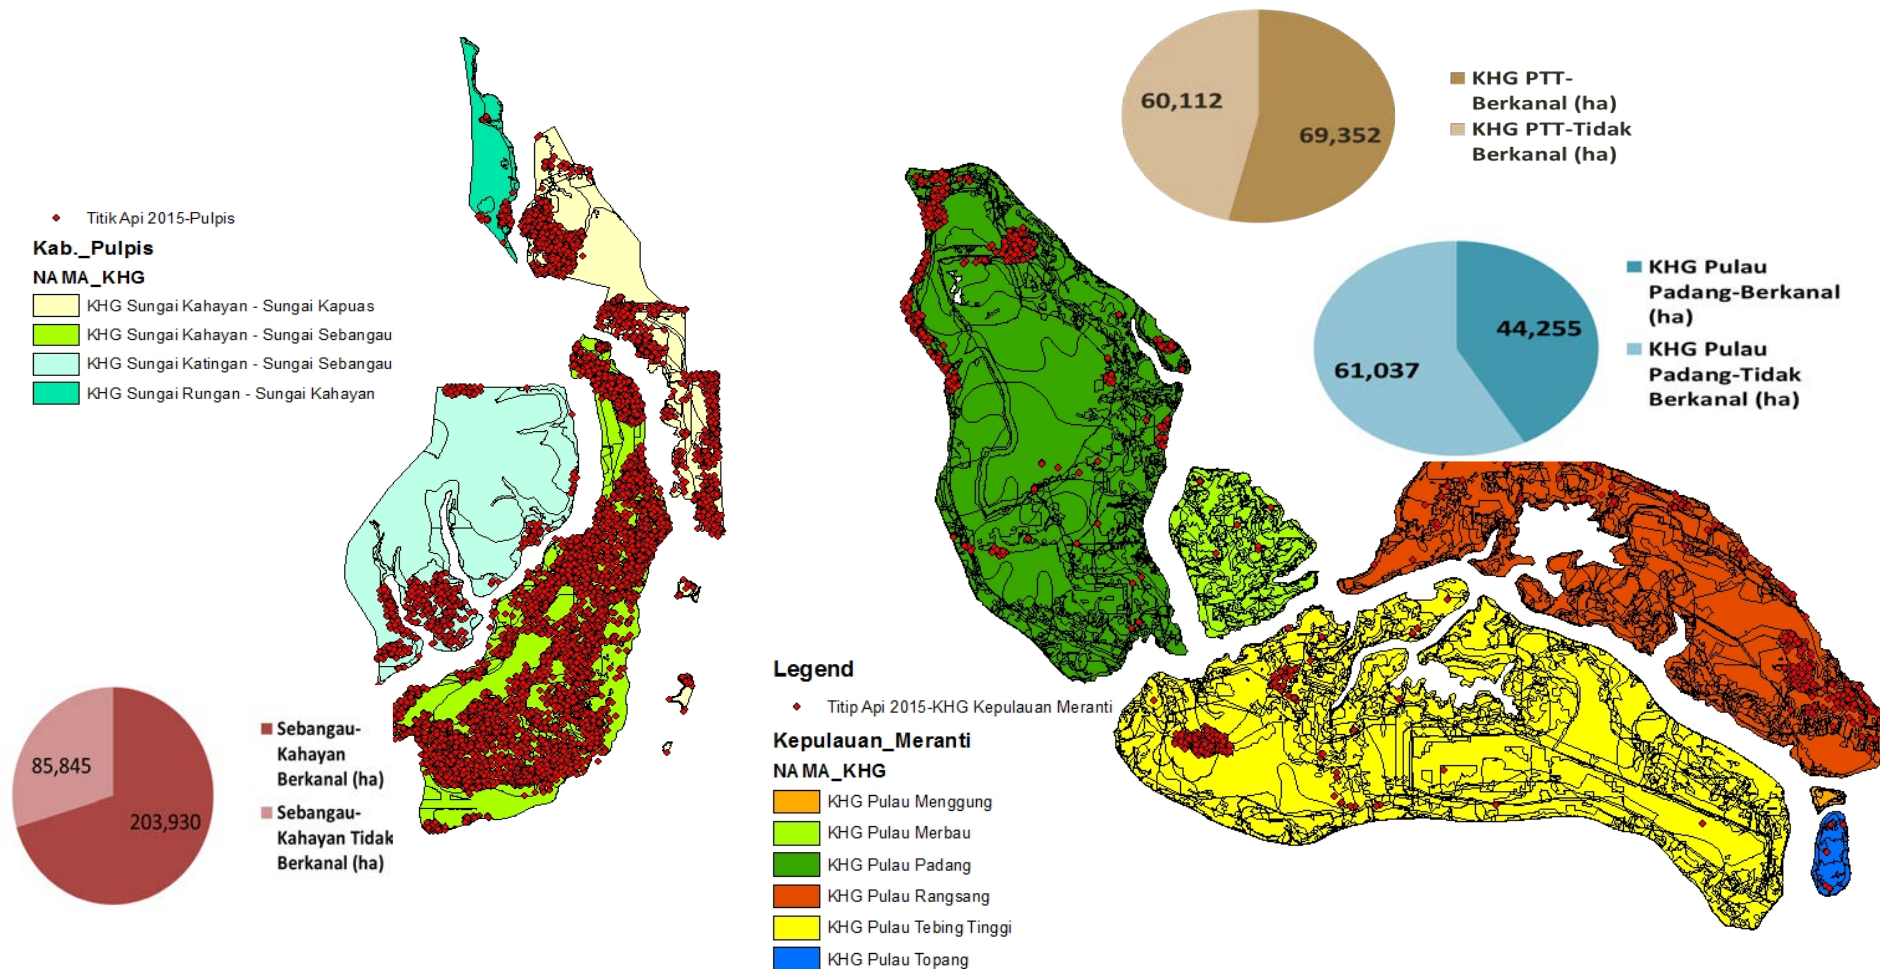 Titik Api 2015-Pulpis
Kab._Pulpis
NAMA_KHG
KHG Sungai Kahayan - Sungai Kapuas
KHG Sungai Kahayan - Sungai Sebangau
KHG Sungai Katingan - Sungai Sebangau
KHG Sungai Rungan - Sungai Kahayan
85,845
203,930
Sebangau-
Kahayan
Berkanal (ha)
Sebangau-
Kahayan Tidak
Berkanal (ha)
60,112
69,352
KHG PTT-
Berkanal (ha)
KHG PTT-Tidak
Berkanal (ha)
44,255
61,037
KHG Pulau
Padang-Berkanal
(ha)
KHG Pulau
Padang-Tidak
Berkanal (ha)
Legend
Titip Api 2015-KHG Kepulauan Meranti
Kepulauan_Meranti
NAMA_KHG
KHG Pulau Menggung
KHG Pulau Merbau
KHG Pulau Padang
KHG Pulau Rangsang
KHG Pulau Tebing Tinggi
KHG Pulau Topang